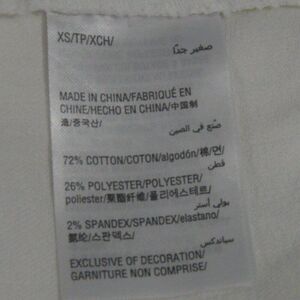 XS/TP/XCH/
صغير جدًا
MADE IN CHINA/FABRIQUÉ EN
CHINE/HECHO EN CHINA/中国制
造/중국산/
صنع في الصين
72% COTTON/COTON/algodón/棉/면/
قطن
26% POLYESTER/POLYESTER/
poliester/聚酯纤维/폴리에스테르/
بولي أستر
2% SPANDEX/SPANDEX/elastano/
氨纶/스판덱스/
سباندكس
EXCLUSIVE OF DECORATION/
GARNITURE NON COMPRISE/